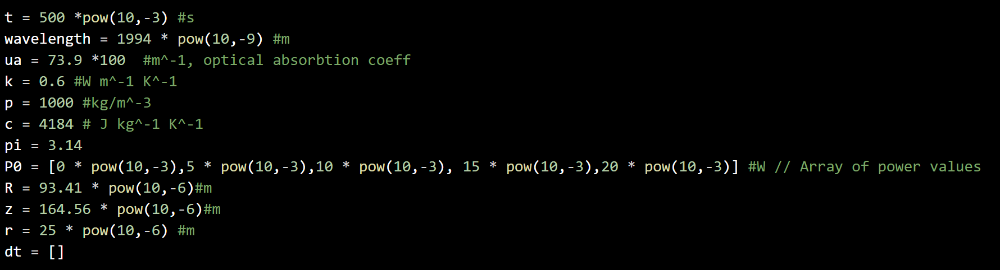 t = 500 *pow(10,-3) #s
wavelength = 1994 * pow(10,-9) #m
ua = 73.9 *100  #m^-1, optical absorbtion coeff
k = 0.6 #W m^-1 K^-1
p = 1000 #kg/m^-3
c = 4184 # J kg^-1 K^-1
pi = 3.14
P0 = [0 * pow(10,-3),5 * pow(10,-3),10 * pow(10,-3), 15 * pow(10,-3),20 * pow(10,-3)] #W // Array of power values
R = 93.41 * pow(10,-6)#m
z = 164.56 * pow(10,-6)#m
r = 25 * pow(10,-6) #m
dt = []